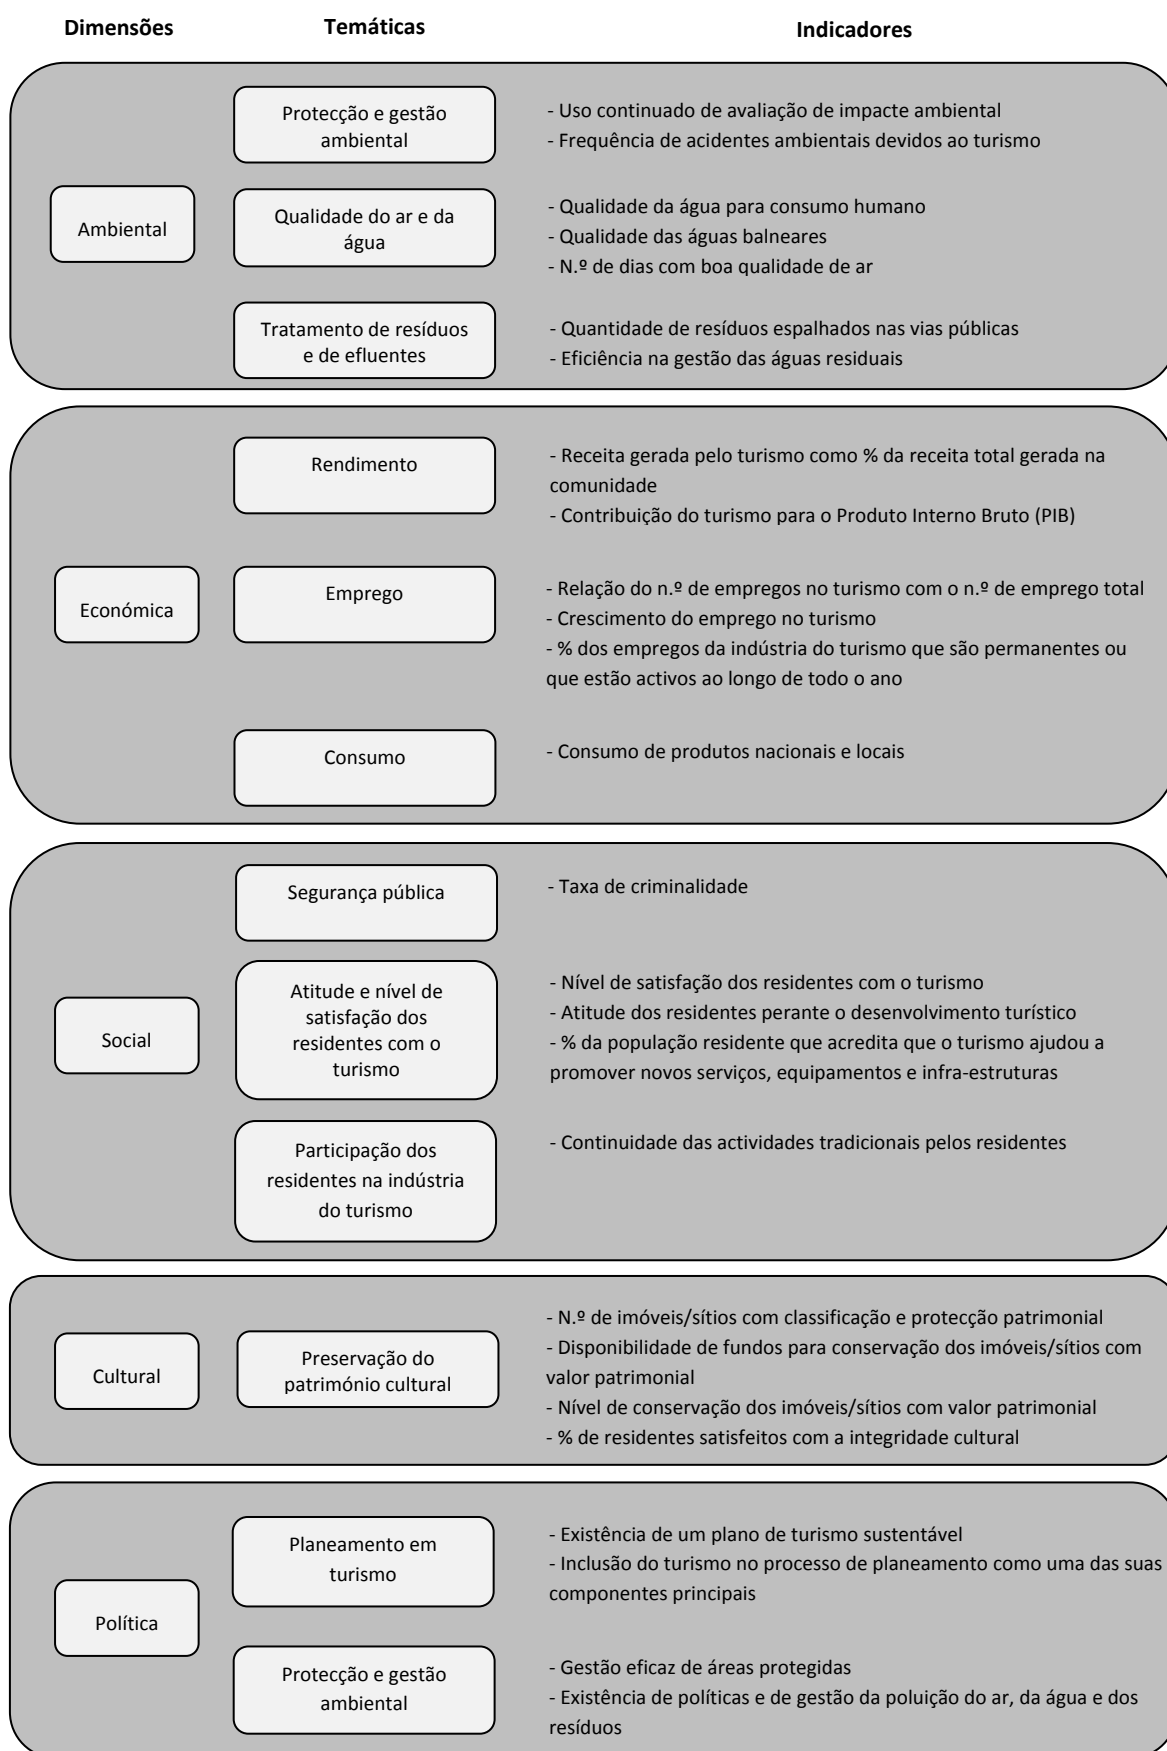 Dimensões Temáticas Indicadores
Protecção e gestão
ambiental
- Uso continuado de avaliação de impacte ambiental
- Frequência de acidentes ambientais devidos ao turismo
Ambiental
Qualidade do ar e da
água
- Qualidade da água para consumo humano
- Qualidade das águas balneares
- N.º de dias com boa qualidade de ar
Tratamento de resíduos
e de efluentes
- Quantidade de resíduos espalhados nas vias públicas
- Eficiência na gestão das águas residuais
Rendimento
- Receita gerada pelo turismo como % da receita total gerada na
comunidade
- Contribuição do turismo para o Produto Interno Bruto (PIB)
Económica
Emprego
- Relação do n.º de empregos no turismo com o n.º de emprego total
- Crescimento do emprego no turismo
- % dos empregos da indústria do turismo que são permanentes ou
que estão activos ao longo de todo o ano
Consumo
- Consumo de produtos nacionais e locais
Segurança pública
- Taxa de criminalidade
Social
Atitude e nível de
satisfação dos
residentes com o
turismo
- Nível de satisfação dos residentes com o turismo
- Atitude dos residentes perante o desenvolvimento turístico
- % da população residente que acredita que o turismo ajudou a
promover novos serviços, equipamentos e infra-estruturas
Participação dos
residentes na indústria
do turismo
- Continuidade das actividades tradicionais pelos residentes
Cultural
Preservação do
património cultural
- N.º de imóveis/sítios com classificação e protecção patrimonial
- Disponibilidade de fundos para conservação dos imóveis/sítios com
valor patrimonial
- Nível de conservação dos imóveis/sítios com valor patrimonial
- % de residentes satisfeitos com a integridade cultural
Política
Planeamento em
turismo
- Existência de um plano de turismo sustentável
- Inclusão do turismo no processo de planeamento como uma das suas
componentes principais
Protecção e gestão
ambiental
- Gestão eficaz de áreas protegidas
- Existência de políticas e de gestão da poluição do ar, da água e dos
resíduos